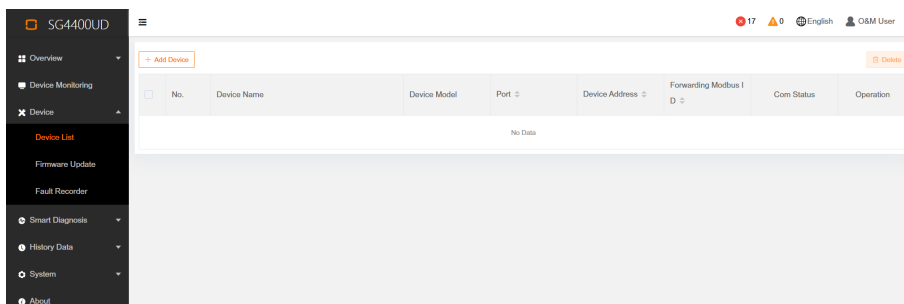 SG4400UD
17 0 English O&M User
Overview
Device Monitoring
Device
Device List
Firmware Update
Fault Recorder
Smart Diagnosis
History Data
System
About
+ Add Device
Delete
No. Device Name Device Model Port Device Address Forwarding Modbus I
D Com Status Operation
No Data